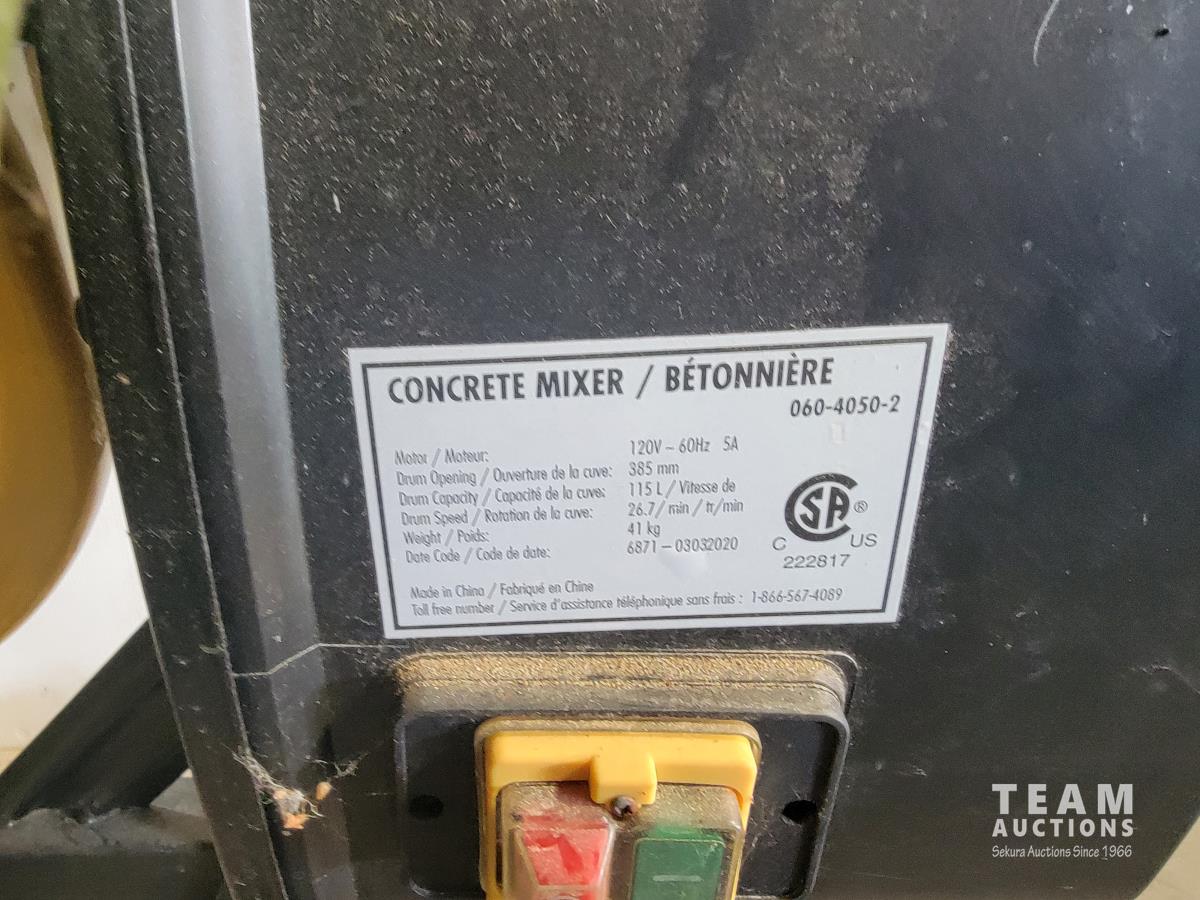 CONCRETE MIXER / BÉTONNIÈRE
060-4050-2
Motor / Moteur: 120V ~ 60Hz 5A
Drum Opening / Ouverture de la cuve: 385 mm
Drum Capacity / Capacité de la cuve: 115 L / Vitesse de
Drum Speed / Rotation de la cuve: 26.7/ min / tr/min
Weight / Poids: 41 kg
Date Code / Code de date: 6871 – 03032020
SA ®
C US
222817
Made in China / Fabriqué en Chine
Toll free number / Service d'assistance téléphonique sans frais : 1-866-567-4089
TEAM
AUCTIONS
Sekura Auctions Since 1966